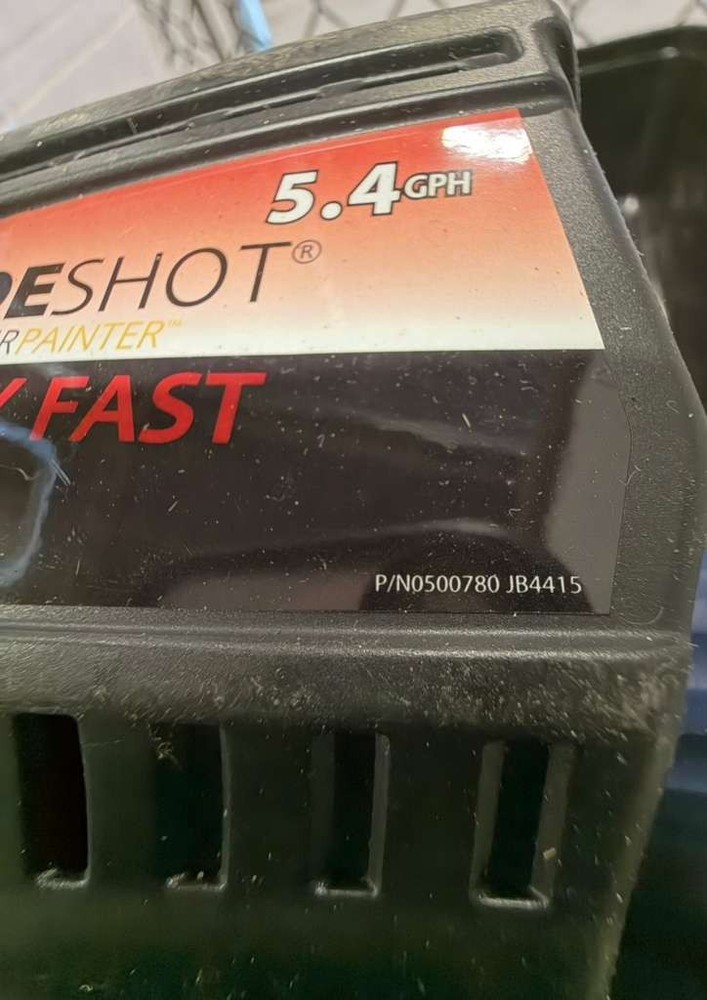 5.4GPH
DESHOT®
RPAINTER™
Y FAST
P/N0500780 JB4415